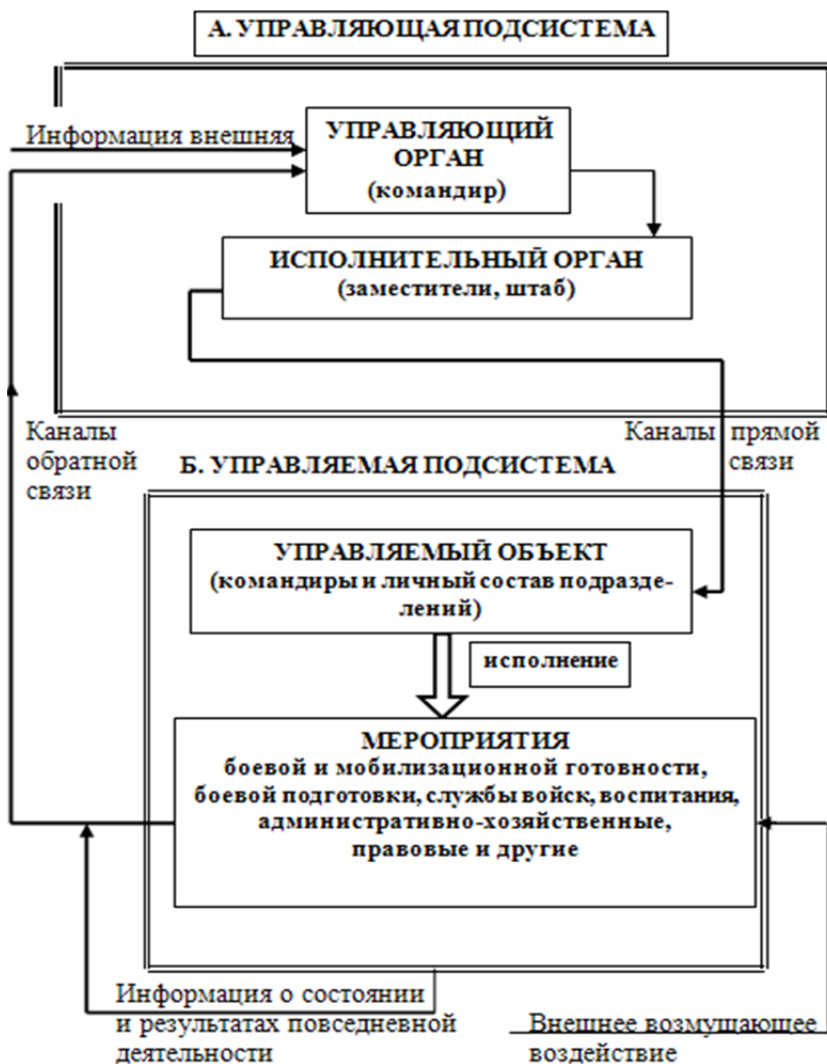 А. УПРАВЛЯЮЩАЯ ПОДСИСТЕМА
Информация внешняя
УПРАВЛЯЮЩИЙ
ОРГАН
(командир)
ИСПОЛНИТЕЛЬНЫЙ ОРГАН
(заместители, штаб)
Каналы
обратной
связи
Каналы прямой
связи
Б. УПРАВЛЯЕМАЯ ПОДСИСТЕМА
УПРАВЛЯЕМЫЙ ОБЪЕКТ
(командиры и личный состав подразде-
лений)
исполнение
МЕРОПРИЯТИЯ
боевой и мобилизационной готовности,
боевой подготовки, службы войск, воспитания,
административно-хозяйственные,
правовые и другие
Информация о состоянии
и результатах повседневной
деятельности
Внешнее возмущающее
воздействие